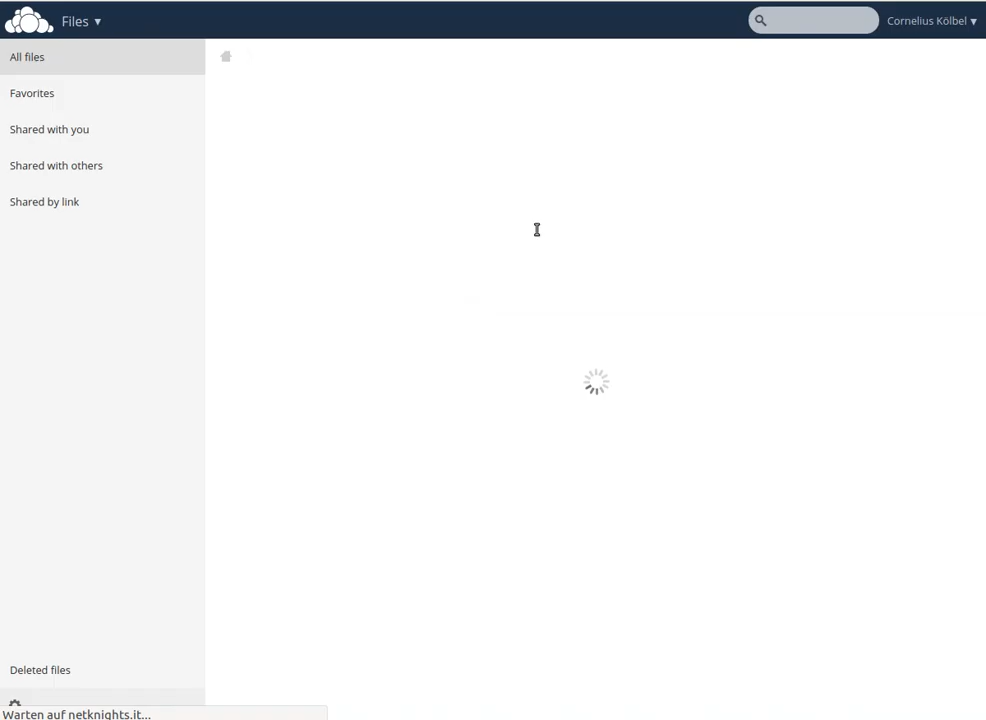 Files ▾
Cornelius Kölbel ▾
All files
Favorites
Shared with you
Shared with others
Shared by link
Deleted files
Warten auf netknights.it...